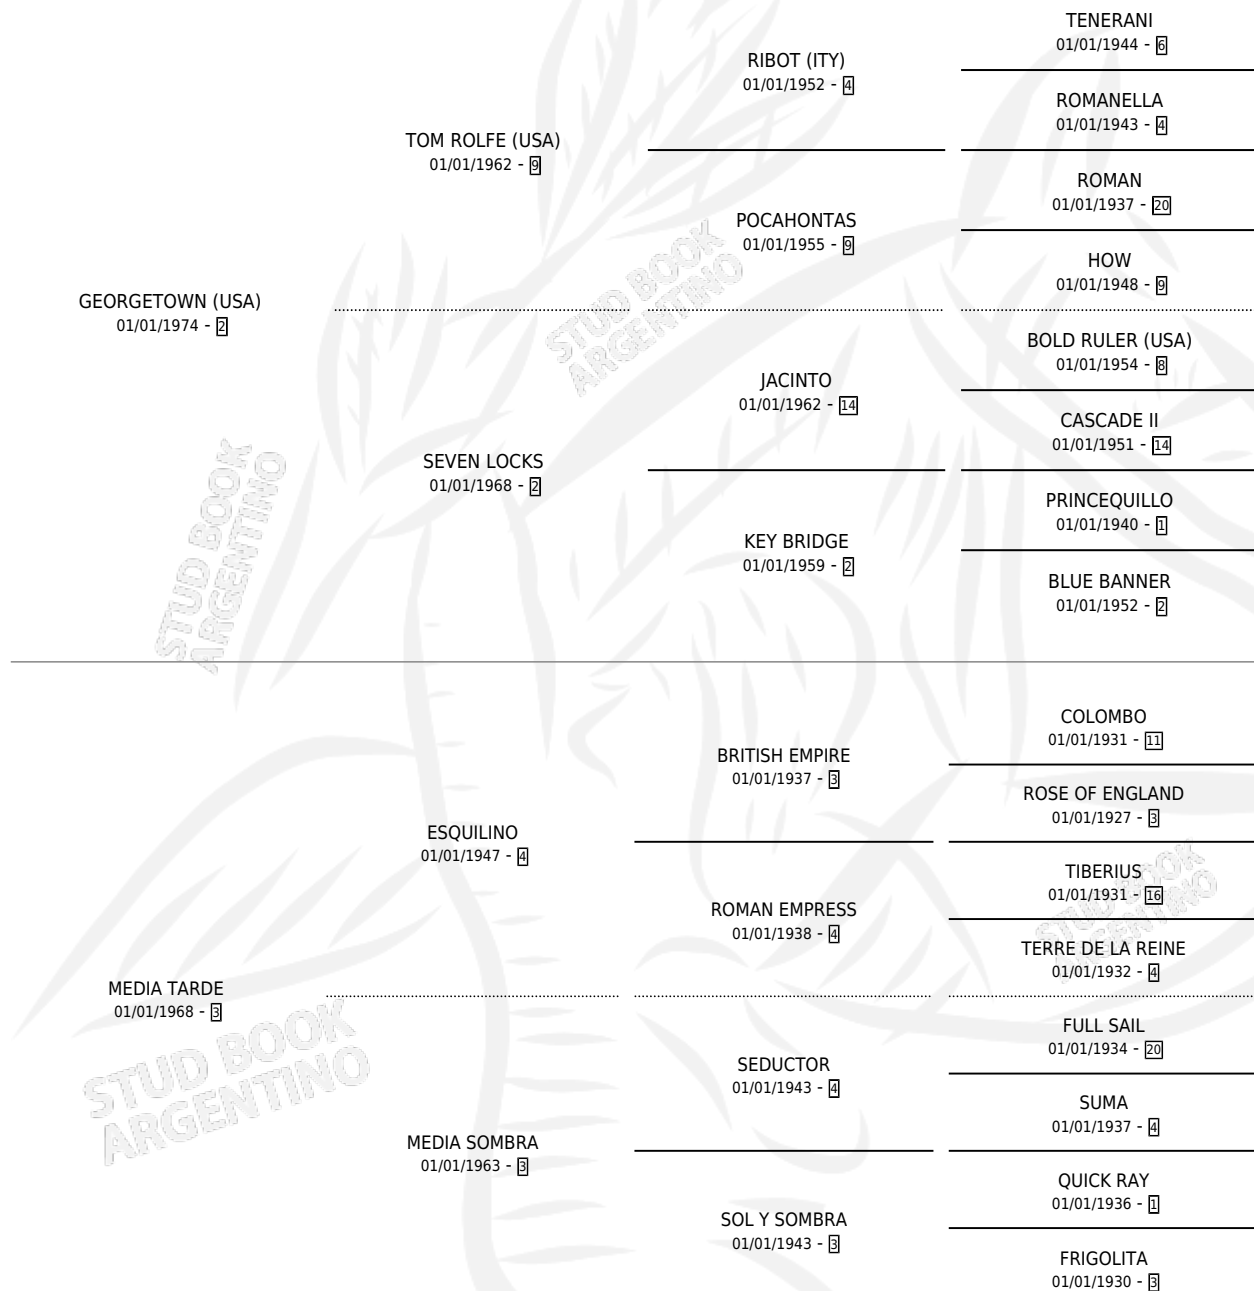 TENERANI
01/01/1944 - 6
RIBOT (ITY)
01/01/1952 - 4
ROMANELLA
01/01/1943 - 4
TOM ROLFE (USA)
01/01/1962 - 9
ROMAN
01/01/1937 - 20
POCAHONTAS
01/01/1955 - 9
HOW
01/01/1948 - 9
GEORGETOWN (USA)
01/01/1974 - 2
BOLD RULER (USA)
01/01/1954 - 8
JACINTO
01/01/1962 - 14
CASCADE II
01/01/1951 - 14
SEVEN LOCKS
01/01/1968 - 2
PRINCEQUILLO
01/01/1940 - 1
KEY BRIDGE
01/01/1959 - 2
BLUE BANNER
01/01/1952 - 2
COLOMBO
01/01/1931 - 11
BRITISH EMPIRE
01/01/1937 - 3
ROSE OF ENGLAND
01/01/1927 - 3
ESQUILINO
01/01/1947 - 4
TIBERIUS
01/01/1931 - 16
ROMAN EMPRESS
01/01/1938 - 4
TERRE DE LA REINE
01/01/1932 - 4
MEDIA TARDE
01/01/1968 - 3
FULL SAIL
01/01/1934 - 20
SEDUCTOR
01/01/1943 - 4
SUMA
01/01/1937 - 4
MEDIA SOMBRA
01/01/1963 - 3
QUICK RAY
01/01/1936 - 1
SOL Y SOMBRA
01/01/1943 - 3
FRIGOLITA
01/01/1930 - 3
STUD BOOK
ARGENTINO
STUD BOOK
ARGENTINO
STUD BOOK
ARGENTINO
STUD BOOK
ARGENTINO